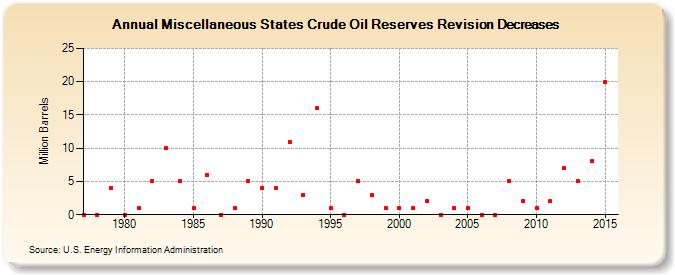 Annual Miscellaneous States Crude Oil Reserves Revision Decreases
Million Barrels
25
20
15
10
5
0
1980 1985 1990 1995 2000 2005 2010 2015
Source: U.S. Energy Information Administration